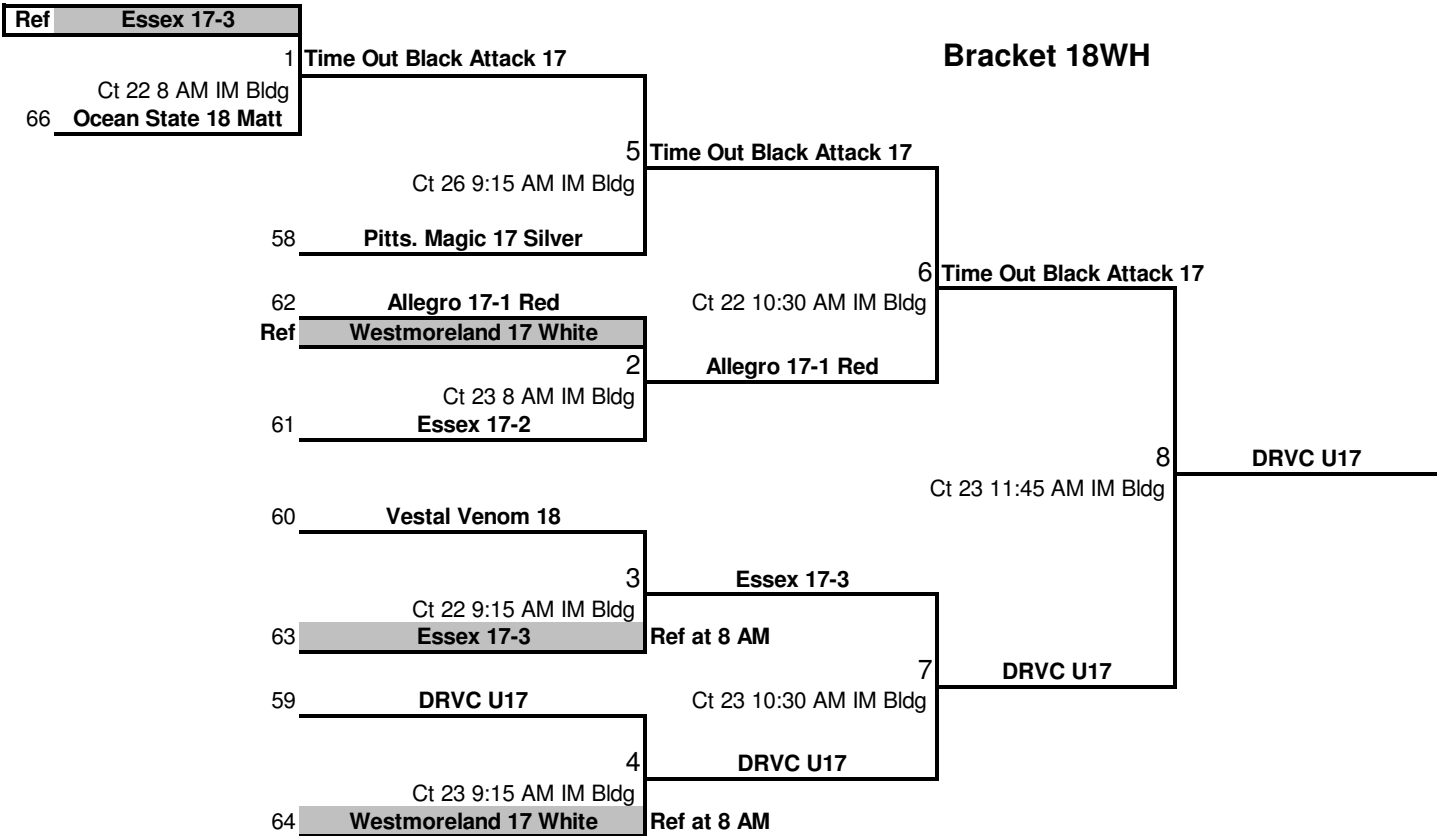 Ref Essex 17-3
1 Time Out Black Attack 17
Bracket 18WH
Ct 22 8 AM IM Bldg
66 Ocean State 18 Matt
5 Time Out Black Attack 17
Ct 26 9:15 AM IM Bldg
58 Pitts. Magic 17 Silver
6 Time Out Black Attack 17
62 Allegro 17-1 Red
Ct 22 10:30 AM IM Bldg
Ref Westmoreland 17 White
2 Allegro 17-1 Red
Ct 23 8 AM IM Bldg
61 Essex 17-2
8 DRVC U17
Ct 23 11:45 AM IM Bldg
60 Vestal Venom 18
3 Essex 17-3
Ct 22 9:15 AM IM Bldg
63 Essex 17-3 Ref at 8 AM
7 DRVC U17
59 DRVC U17
Ct 23 10:30 AM IM Bldg
4 DRVC U17
Ct 23 9:15 AM IM Bldg
64 Westmoreland 17 White Ref at 8 AM